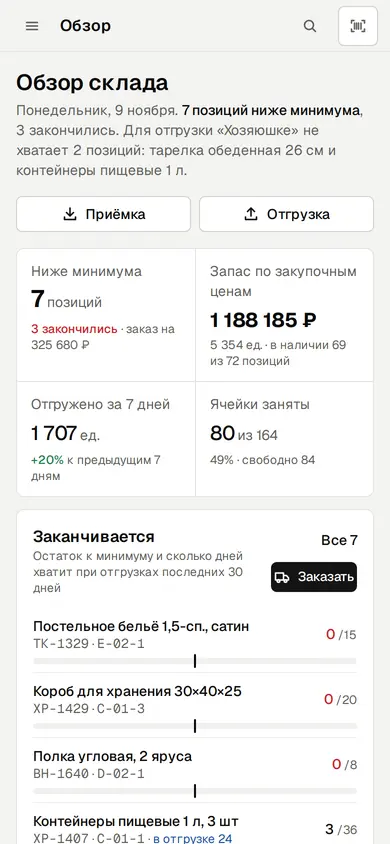 Обзор
Обзор склада
Понедельник, 9 ноября. 7 позиций ниже минимума,
3 закончились. Для отгрузки «Хозяюшке» не
хватает 2 позиций: тарелка обеденная 26 см и
контейнеры пищевые 1 л.
Приёмка
Отгрузка
Ниже минимума
7 позиций
3 закончились · заказ на
325 680 ₽
Запас по закупочным
ценам
1 188 185 ₽
5 354 ед. · в наличии 69
из 72 позиций
Отгружено за 7 дней
1 707 ед.
+20% к предыдущим 7
дням
Ячейки заняты
80 из 164
49% · свободно 84
Заканчивается
Остаток к минимуму и сколько дней
хватит при отгрузках последних 30
дней
Все 7
Заказать
Постельное бельё 1,5-сп., сатин
ТК-1329 · E-02-1
0 /15
Короб для хранения 30×40×25
ХР-1429 · C-01-3
0 /20
Полка угловая, 2 яруса
ВН-1640 · D-02-1
0 /8
Контейнеры пищевые 1 л, 3 шт
ХР-1407 · C-01-1 · в отгрузке 24
3 /36